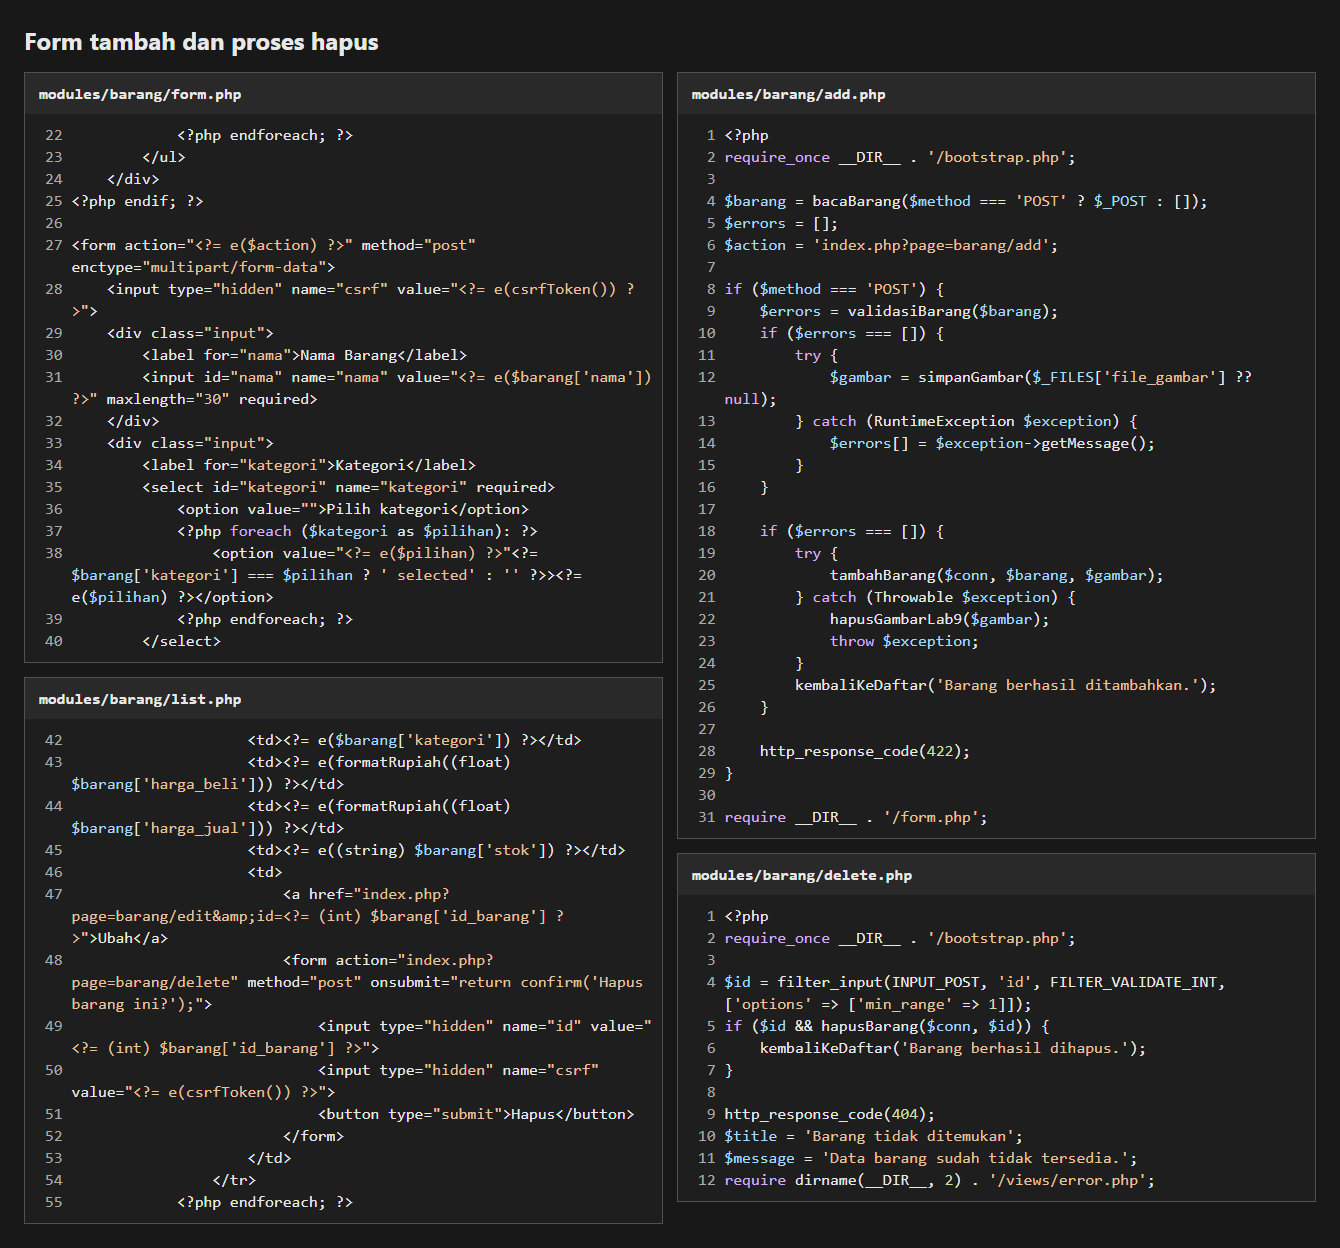 Form tambah dan proses hapus
modules/barang/form.php
22             <?php endforeach; ?>
23         </ul>
24     </div>
25 <?php endif; ?>
26
27 <form action="<?= e($action) ?>" method="post"
enctype="multipart/form-data">
28     <input type="hidden" name="csrf" value="<?= e(csrfToken()) ?
>">
29     <div class="input">
30         <label for="nama">Nama Barang</label>
31         <input id="nama" name="nama" value="<?= e($barang['nama'])
?>" maxlength="30" required>
32     </div>
33     <div class="input">
34         <label for="kategori">Kategori</label>
35         <select id="kategori" name="kategori" required>
36             <option value="">Pilih kategori</option>
37             <?php foreach ($kategori as $pilihan): ?>
38                 <option value="<?= e($pilihan) ?>"<?=
$barang['kategori'] === $pilihan ? ' selected' : '' ?>><?=
e($pilihan) ?></option>
39             <?php endforeach; ?>
40         </select>
modules/barang/list.php
42                     <td><?= e($barang['kategori']) ?></td>
43                     <td><?= e(formatRupiah((float)
$barang['harga_beli'])) ?></td>
44                     <td><?= e(formatRupiah((float)
$barang['harga_jual'])) ?></td>
45                     <td><?= e((string) $barang['stok']) ?></td>
46                     <td>
47                         <a href="index.php?
page=barang/edit&amp;id=<?= (int) $barang['id_barang'] ?
>">Ubah</a>
48                         <form action="index.php?
page=barang/delete" method="post" onsubmit="return confirm('Hapus
barang ini?');">
49                             <input type="hidden" name="id" value="
<?= (int) $barang['id_barang'] ?>">
50                             <input type="hidden" name="csrf"
value="<?= e(csrfToken()) ?>">
51                             <button type="submit">Hapus</button>
52                         </form>
53                     </td>
54                 </tr>
55             <?php endforeach; ?>
modules/barang/add.php
1 <?php
2 require_once __DIR__ . '/bootstrap.php';
3
4 $barang = bacaBarang($method === 'POST' ? $_POST : []);
5 $errors = [];
6 $action = 'index.php?page=barang/add';
7
8 if ($method === 'POST') {
9     $errors = validasiBarang($barang);
10     if ($errors === []) {
11         try {
12             $gambar = simpanGambar($_FILES['file_gambar'] ??
null);
13         } catch (RuntimeException $exception) {
14             $errors[] = $exception->getMessage();
15         }
16     }
17
18     if ($errors === []) {
19         try {
20             tambahBarang($conn, $barang, $gambar);
21         } catch (Throwable $exception) {
22             hapusGambarLab9($gambar);
23             throw $exception;
24         }
25         kembaliKeDaftar('Barang berhasil ditambahkan.');
26     }
27
28     http_response_code(422);
29 }
30
31 require __DIR__ . '/form.php';
modules/barang/delete.php
1 <?php
2 require_once __DIR__ . '/bootstrap.php';
3
4 $id = filter_input(INPUT_POST, 'id', FILTER_VALIDATE_INT,
['options' => ['min_range' => 1]]);
5 if ($id && hapusBarang($conn, $id)) {
6     kembaliKeDaftar('Barang berhasil dihapus.');
7 }
8
9 http_response_code(404);
10 $title = 'Barang tidak ditemukan';
11 $message = 'Data barang sudah tidak tersedia.';
12 require dirname(__DIR__, 2) . '/views/error.php';